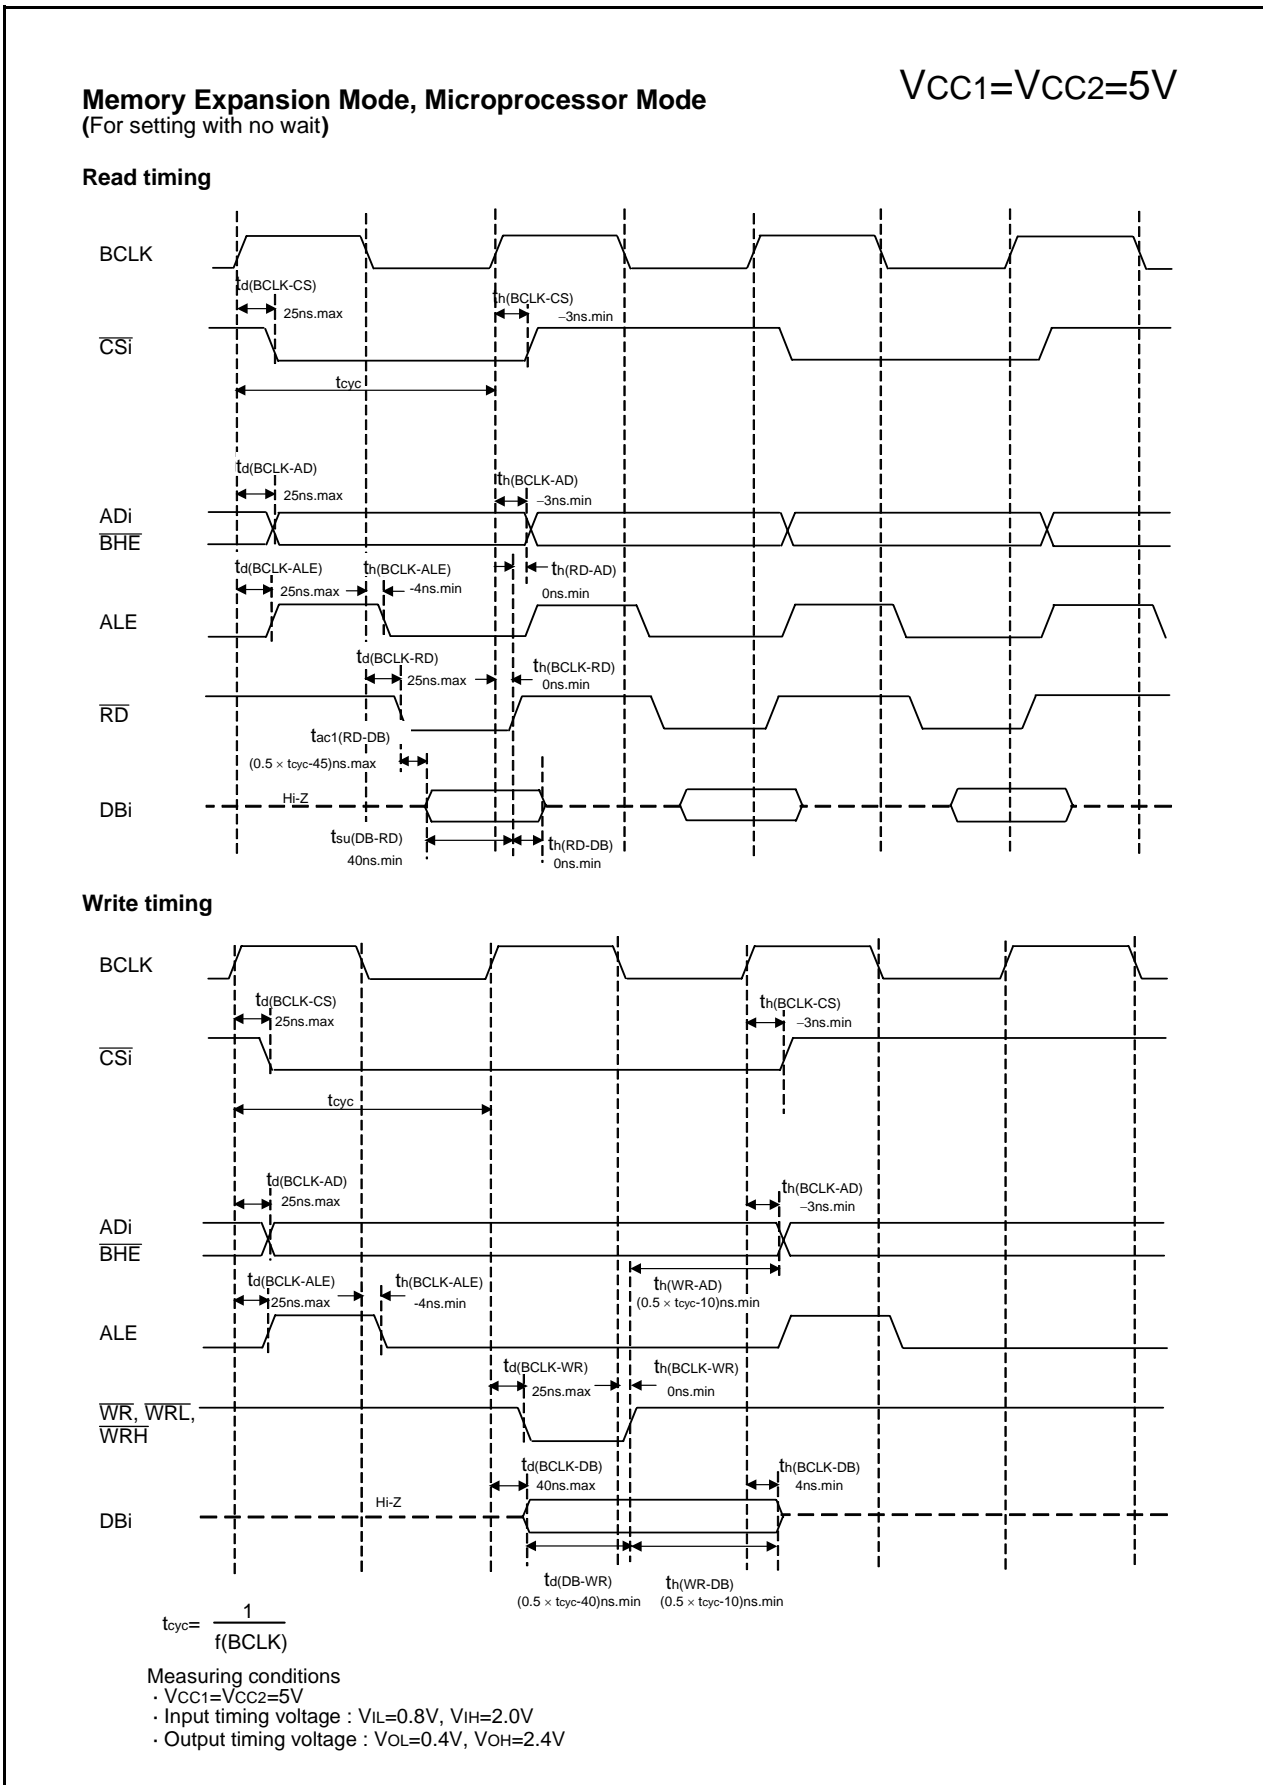 VCC1=VCC2=5V
Memory Expansion Mode, Microprocessor Mode
(For setting with no wait)
Read timing
BCLK
td(BCLK-CS)
25ns.max
th(BCLK-CS)
−3ns.min
CSi
tcyc
td(BCLK-AD)
25ns.max
th(BCLK-AD)
−3ns.min
ADi
BHE
td(BCLK-ALE)
25ns.max
th(BCLK-ALE)
-4ns.min
th(RD-AD)
0ns.min
ALE
td(BCLK-RD)
25ns.max
th(BCLK-RD)
0ns.min
RD
tac1(RD-DB)
(0.5 × tcyc-45)ns.max
Hi-Z
DBi
tsu(DB-RD)
40ns.min
th(RD-DB)
0ns.min
Write timing
BCLK
td(BCLK-CS)
25ns.max
th(BCLK-CS)
−3ns.min
CSi
tcyc
td(BCLK-AD)
25ns.max
th(BCLK-AD)
−3ns.min
ADi
BHE
td(BCLK-ALE)
25ns.max
th(BCLK-ALE)
-4ns.min
th(WR-AD)
(0.5 × tcyc-10)ns.min
ALE
td(BCLK-WR)
25ns.max
th(BCLK-WR)
0ns.min
WR, WRL,
WRH
td(BCLK-DB)
40ns.max
th(BCLK-DB)
4ns.min
Hi-Z
DBi
td(DB-WR)
(0.5 × tcyc-40)ns.min
th(WR-DB)
(0.5 × tcyc-10)ns.min
tcyc= 1
f(BCLK)
Measuring conditions
· VCC1=VCC2=5V
· Input timing voltage : VIL=0.8V, VIH=2.0V
· Output timing voltage : VOL=0.4V, VOH=2.4V